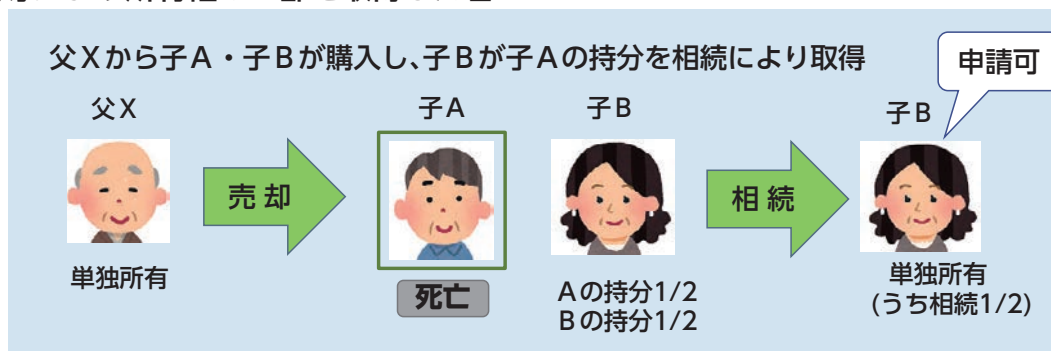 父Xから子A・子Bが購入し、子Bが子Aの持分を相続により取得
申請可
父X
子A
子B
子B
売却
相続
単独所有
死亡
Aの持分1/2
Bの持分1/2
単独所有
(うち相続1/2)